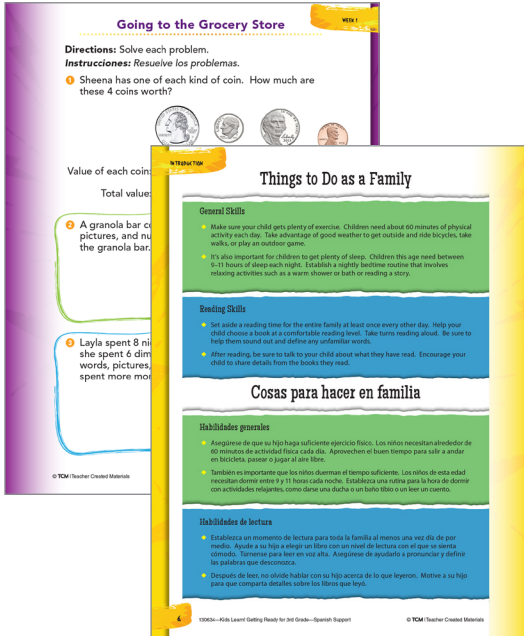 Going to the Grocery Store
WEEK 1
Directions: Solve each problem.
Instrucciones: Resuelve los problemas.
1 Sheena has one of each kind of coin. How much are
these 4 coins worth?
Value of each coin:
Total value:
2 A granola bar co
pictures, and nu
the granola bar.
3 Layla spent 8 ni
she spent 6 dim
words, pictures,
spent more mor
© TCM | Teacher Created Materials
INTRODUCTION
Things to Do as a Family
General Skills
Make sure your child gets plenty of exercise. Children need about 60 minutes of physical
activity each day. Take advantage of good weather to get outside and ride bicycles, take
walks, or play an outdoor game.
It's also important for children to get plenty of sleep. Children this age need between
9–11 hours of sleep each night. Establish a nightly bedtime routine that involves
relaxing activities such as a warm shower or bath or reading a story.
Reading Skills
Set aside a reading time for the entire family at least once every other day. Help your
child choose a book at a comfortable reading level. Take turns reading aloud. Be sure to
help them sound out and define any unfamiliar words.
After reading, be sure to talk to your child about what they have read. Encourage your
child to share details from the books they read.
Cosas para hacer en familia
Habilidades generales
Asegúrese de que su hijo haga suficiente ejercicio físico. Los niños necesitan alrededor de
60 minutos de actividad física cada día. Aprovechen el buen tiempo para salir a andar
en bicicleta, pasear o jugar al aire libre.
También es importante que los niños duerman el tiempo suficiente. Los niños de esta edad
necesitan dormir entre 9 y 11 horas cada noche. Establezca una rutina para la hora de dormir
con actividades relajantes, como darse una ducha o un baño tibio o leer un cuento.
Habilidades de lectura
Establezca un momento de lectura para toda la familia al menos una vez día de por
medio. Ayude a su hijo a elegir un libro con un nivel de lectura con el que se sienta
cómodo. Túrnense para leer en voz alta. Asegúrese de ayudarlo a pronunciar y definir
las palabras que desconozca.
Después de leer, no olvide hablar con su hijo acerca de lo que leyeron. Motive a su hijo
para que comparta detalles sobre los libros que leyó.
6
130634—Kids Learn! Getting Ready for 3rd Grade—Spanish Support
© TCM | Teacher Created Materials